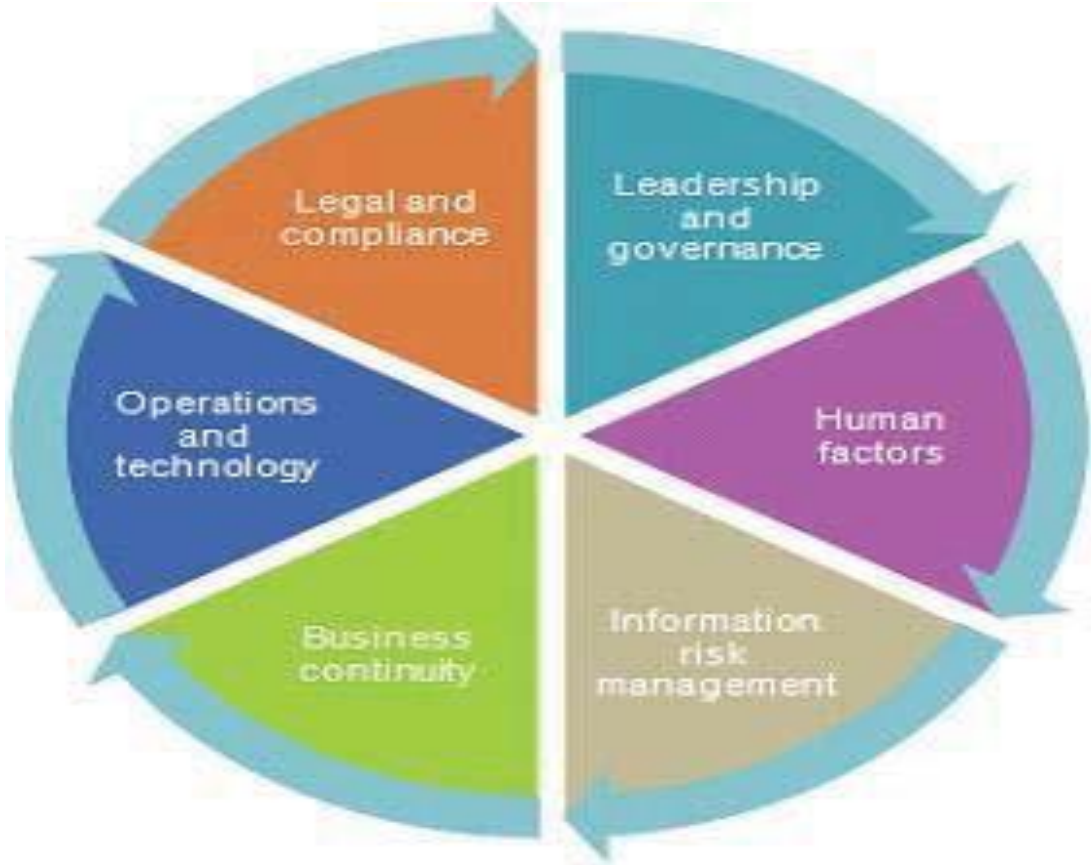 Legal and
compliance
Leadership
and
governance
Human
factors
Information
risk
management
Business
continuity
Operations
and
technology